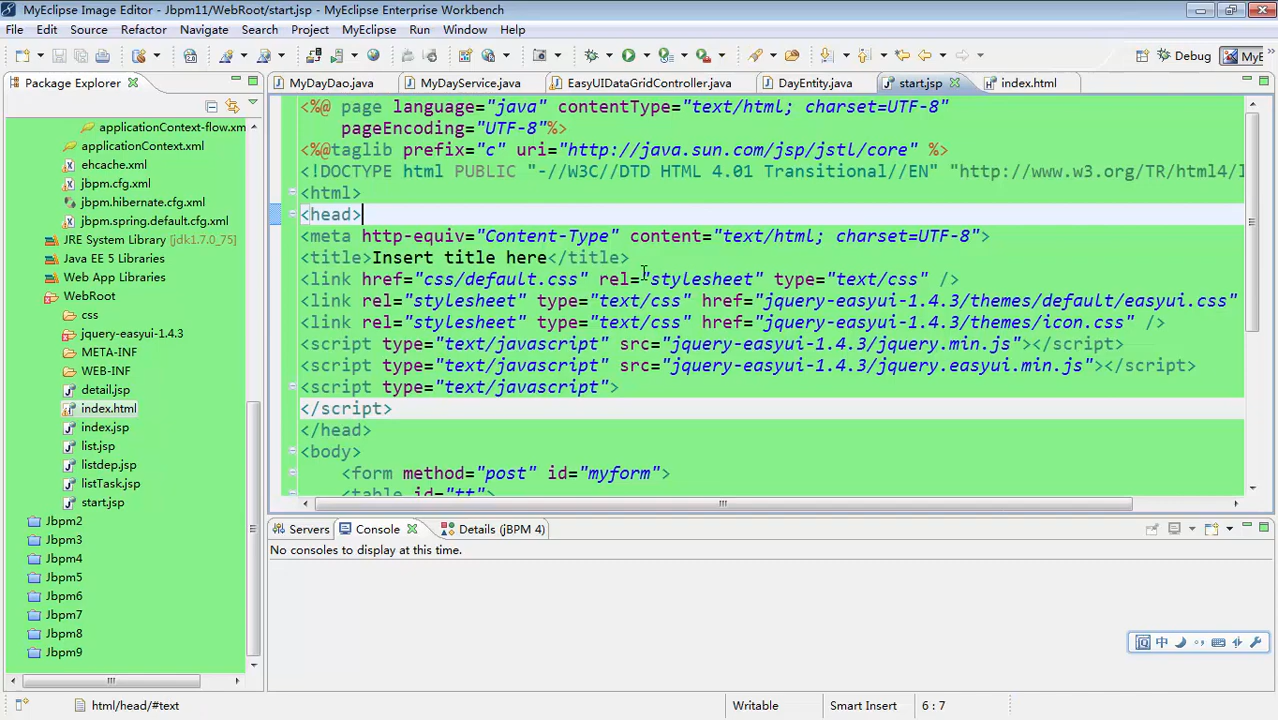 MyEclipse Image Editor - Jbpm11/WebRoot/start.jsp - MyEclipse Enterprise Workbench
File Edit Source Refactor Navigate Search Project MyEclipse Run Window Help
Debug MyE
Package Explorer
MyDayDao.java MyDayService.java EasyUIDataGridController.java DayEntity.java start.jsp index.html
applicationContext-flow.xm
applicationContext.xml
ehcache.xml
jbpm.cfg.xml
jbpm.hibernate.cfg.xml
jbpm.spring.default.cfg.xml
JRE System Library [jdk1.7.0_75]
Java EE 5 Libraries
Web App Libraries
WebRoot
css
jquery-easyui-1.4.3
META-INF
WEB-INF
detail.jsp
index.html
index.jsp
list.jsp
listdep.jsp
listTask.jsp
start.jsp
Jbpm2
Jbpm3
Jbpm4
Jbpm5
Jbpm6
Jbpm7
Jbpm8
Jbpm9
<%@ page language="java" contentType="text/html; charset=UTF-8"
pageEncoding="UTF-8"%>
<%@taglib prefix="c" uri="http://java.sun.com/jsp/jstl/core" %>
<!DOCTYPE html PUBLIC "-//W3C//DTD HTML 4.01 Transitional//EN" "http://www.w3.org/TR/html4/
<html>
<head>
<meta http-equiv="Content-Type" content="text/html; charset=UTF-8">
<title>Insert title here</title>
<link href="css/default.css" rel="stylesheet" type="text/css" />
<link rel="stylesheet" type="text/css" href="jquery-easyui-1.4.3/themes/default/easyui.css"
<link rel="stylesheet" type="text/css" href="jquery-easyui-1.4.3/themes/icon.css" />
<script type="text/javascript" src="jquery-easyui-1.4.3/jquery.min.js"></script>
<script type="text/javascript" src="jquery-easyui-1.4.3/jquery.easyui.min.js"></script>
<script type="text/javascript">
</script>
</head>
<body>
<form method="post" id="myform">
<table id="tt">
Servers Console Details (jBPM 4)
No consoles to display at this time.
中
html/head/#text Writable Smart Insert 6 : 7